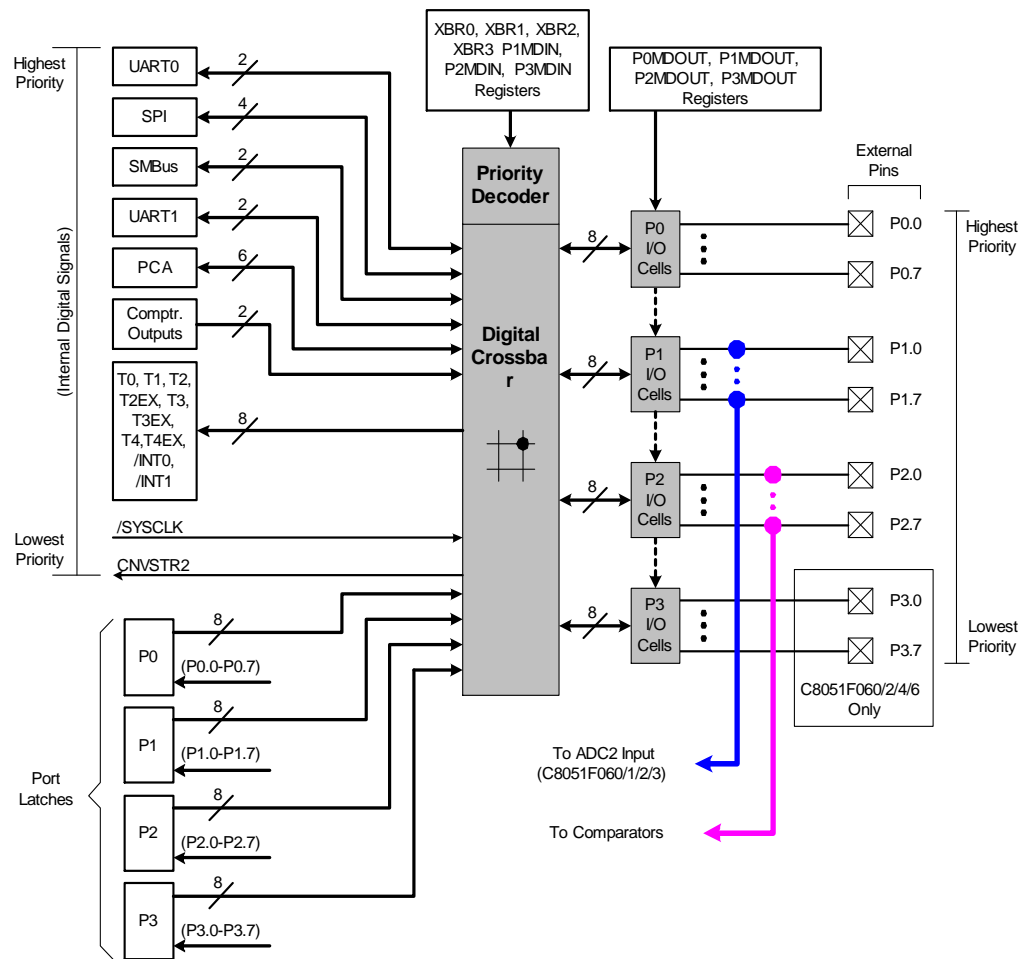 XBR0, XBR1, XBR2,
XBR3 P1MDIN,
P2MDIN, P3MDIN
Registers
P0MDOUT, P1MDOUT,
P2MDOUT, P3MDOUT
Registers
Highest
Priority
UART0
2
SPI
4
SMBus
2
UART1
2
PCA
6
Comptr.
Outputs
2
T0, T1, T2,
T2EX, T3,
T3EX,
T4,T4EX,
/INT0,
/INT1
8
(Internal Digital Signals)
Lowest
Priority
/SYSCLK
CNVSTR2
Priority
Decoder
Digital
Crossba
r
External
Pins
Highest
Priority
8
P0
I/O
Cells
P0.0
P0.7
8
P1
I/O
Cells
P1.0
P1.7
8
P2
I/O
Cells
P2.0
P2.7
8
P3
I/O
Cells
P3.0
P3.7
Lowest
Priority
C8051F060/2/4/6
Only
To ADC2 Input
(C8051F060/1/2/3)
To Comparators
Port
Latches
P0
8
(P0.0-P0.7)
P1
8
(P1.0-P1.7)
P2
8
(P2.0-P2.7)
P3
8
(P3.0-P3.7)